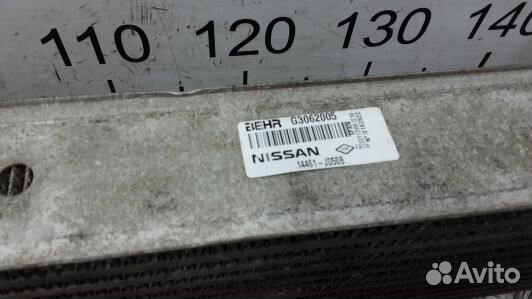 110 120 130 140
BEHR G3062005
NISSAN
14461-JD50B
Avito